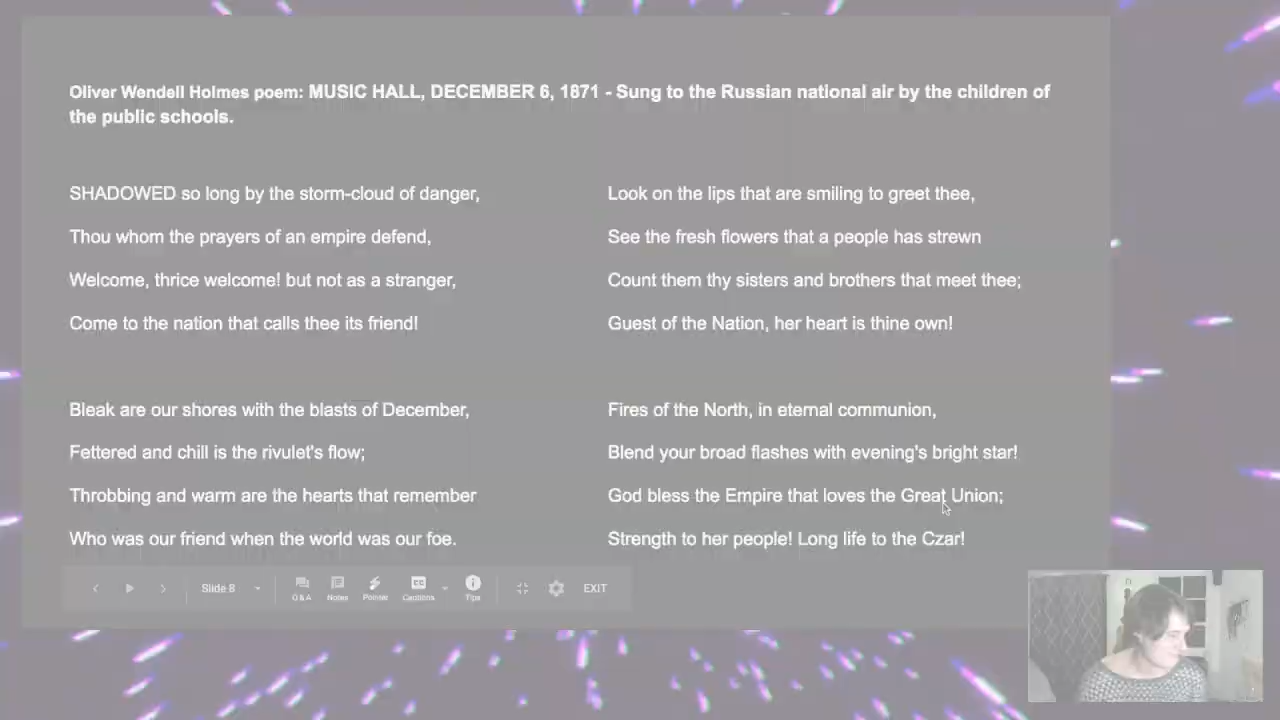 Oliver Wendell Holmes poem: MUSIC HALL, DECEMBER 6, 1871 - Sung to the Russian national air by the children of
the public schools.
SHADOWED so long by the storm-cloud of danger,
Thou whom the prayers of an empire defend,
Welcome, thrice welcome! but not as a stranger,
Come to the nation that calls thee its friend!
Bleak are our shores with the blasts of December,
Fettered and chill is the rivulet's flow;
Throbbing and warm are the hearts that remember
Who was our friend when the world was our foe.
Look on the lips that are smiling to greet thee,
See the fresh flowers that a people has strewn
Count them thy sisters and brothers that meet thee;
Guest of the Nation, her heart is thine own!
Fires of the North, in eternal communion,
Blend your broad flashes with evening's bright star!
God bless the Empire that loves the Great Union;
Strength to her people! Long life to the Czar!
Slide 8
Q&A Notes Pointer CC Captions Tips EXIT